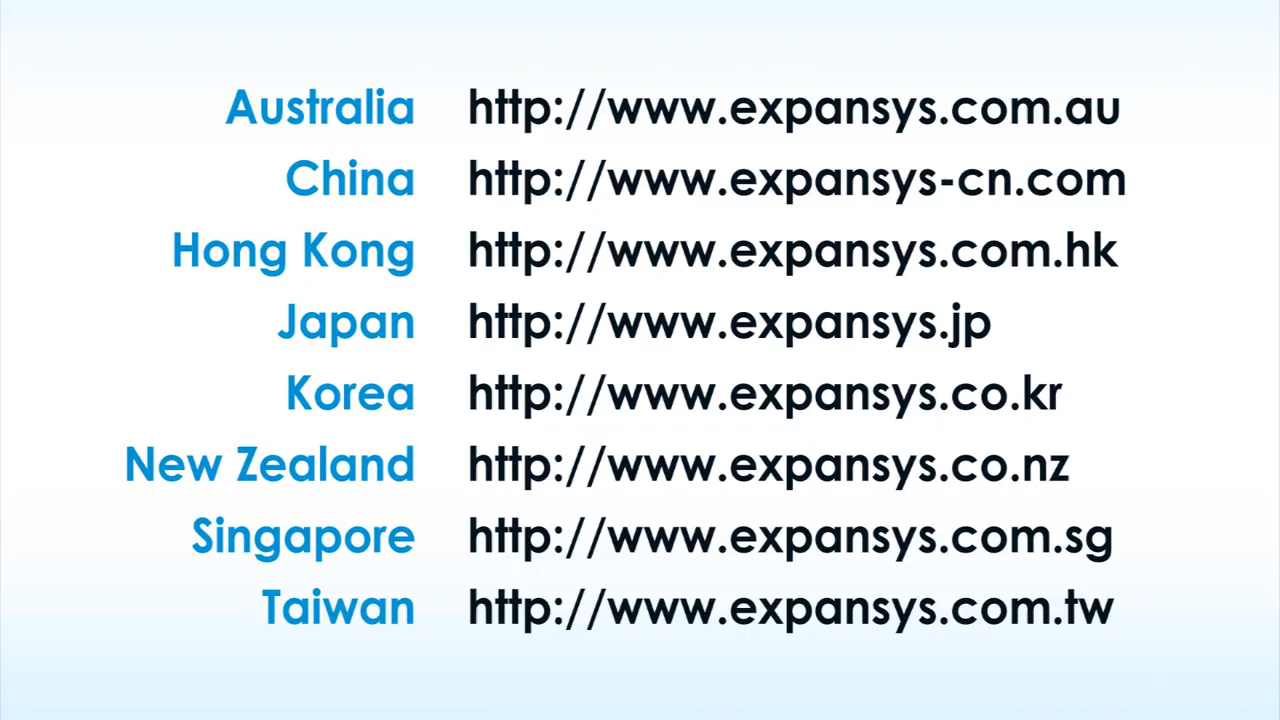 Australia http://www.expansys.com.au
China http://www.expansys-cn.com
Hong Kong http://www.expansys.com.hk
Japan http://www.expansys.jp
Korea http://www.expansys.co.kr
New Zealand http://www.expansys.co.nz
Singapore http://www.expansys.com.sg
Taiwan http://www.expansys.com.tw